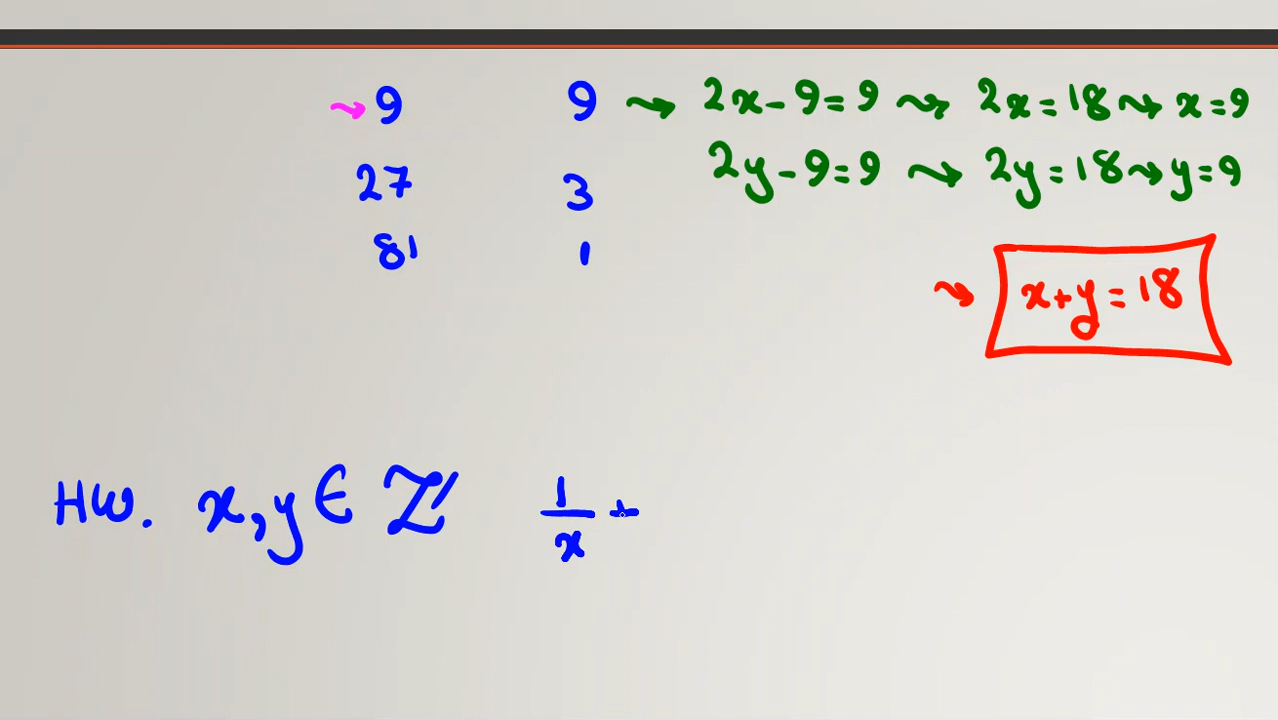 → 9 9 → 2x-9=9 → 2x=18 → x=9
27 3 2y-9=9 → 2y=18 → y=9
81 1
→ x+y=18
HW. x,y ∈ ℤ 1/x +